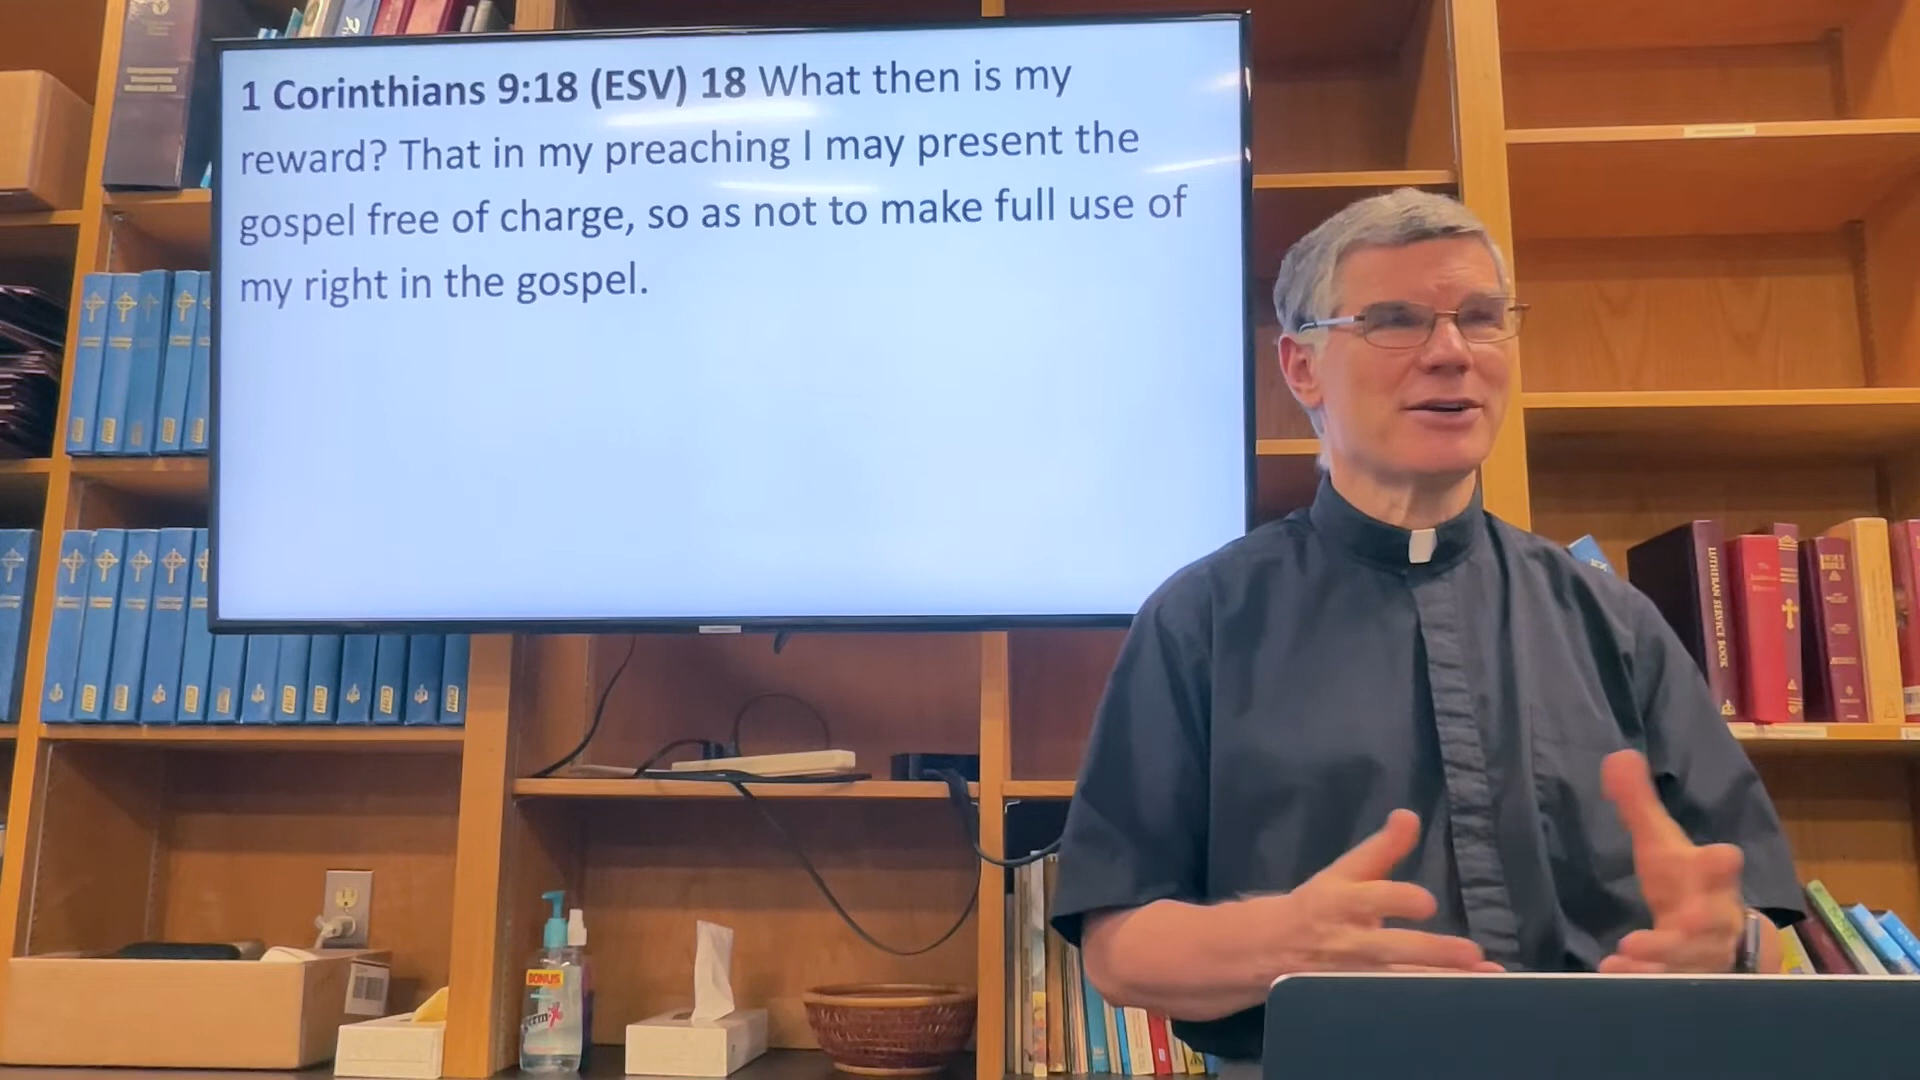 1 Corinthians 9:18 (ESV) 18 What then is my
reward? That in my preaching I may present the
gospel free of charge, so as not to make full use of
my right in the gospel.
LUTHERAN SERVICE BOOK
HOLY BIBLE
BONUS